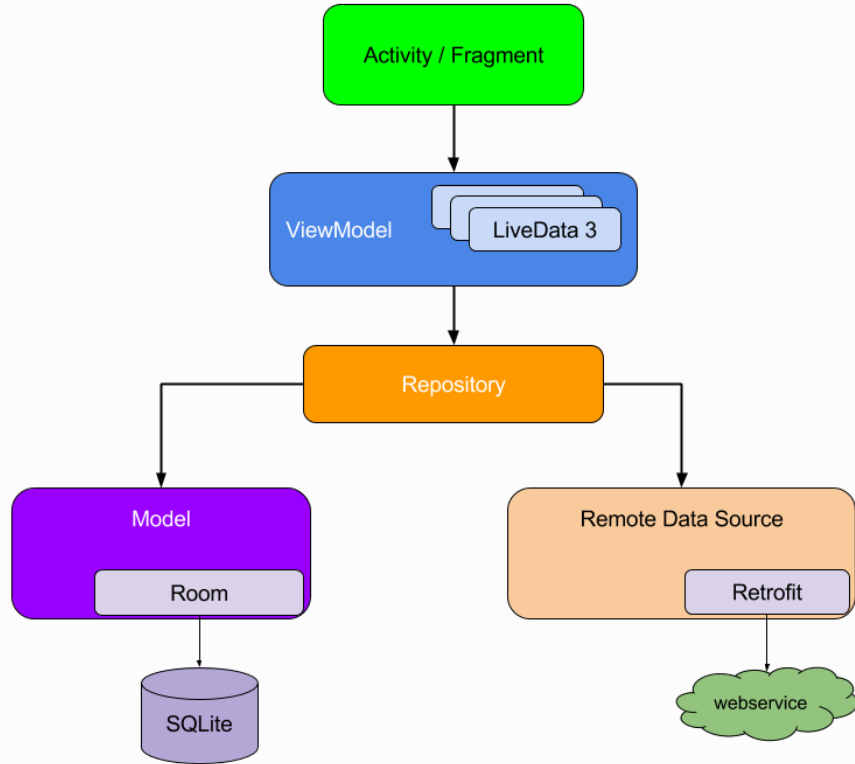 Activity / Fragment
ViewModel
LiveData 3
Repository
Model
Room
SQLite
Remote Data Source
Retrofit
webservice